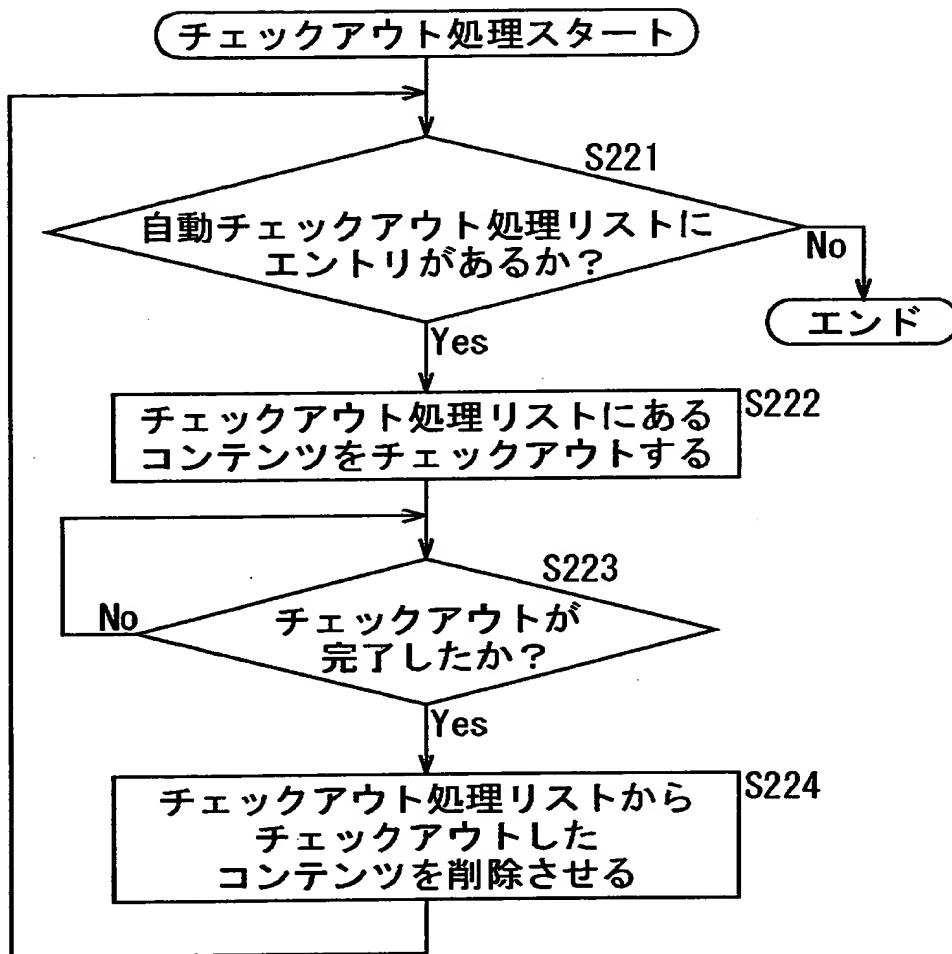 チェックアウト処理スタート
S221
自動チェックアウト処理リストに
エントリがあるか？
No
エンド
Yes
S222
チェックアウト処理リストにある
コンテンツをチェックアウトする
S223
No
チェックアウトが
完了したか？
Yes
S224
チェックアウト処理リストから
チェックアウトした
コンテンツを削除させる